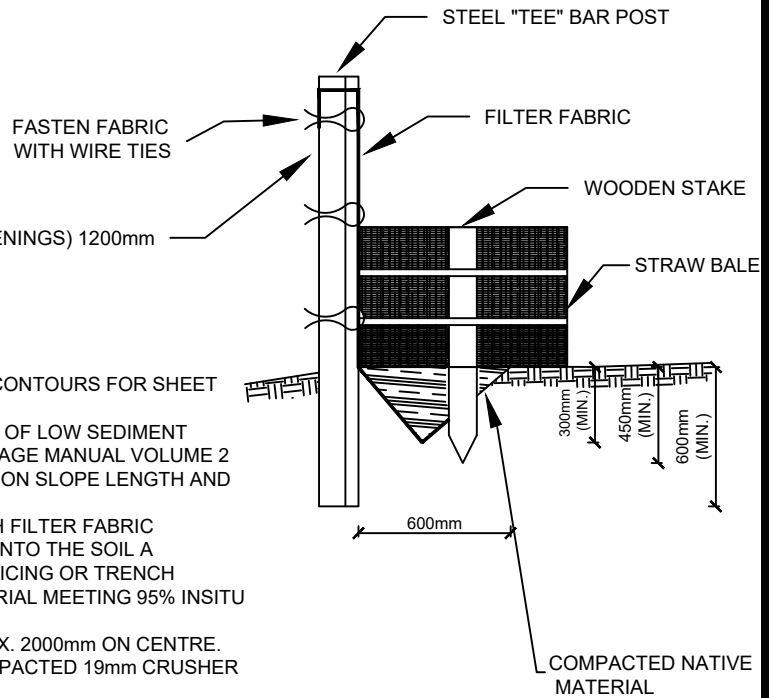 STEEL "TEE" BAR POST
FASTEN FABRIC
WITH WIRE TIES
FILTER FABRIC
WOODEN STAKE
ENINGS) 1200mm
STRAW BALE
CONTOURS FOR SHEET
OF LOW SEDIMENT
AGE MANUAL VOLUME 2
ON SLOPE LENGTH AND
H FILTER FABRIC
NTO THE SOIL A
ICING OR TRENCH
RIAL MEETING 95% INSITU
X. 2000mm ON CENTRE.
PACTED 19mm CRUSHER
300mm
(MIN.)
450mm
(MIN.)
600mm
(MIN.)
600mm
COMPACTED NATIVE
MATERIAL